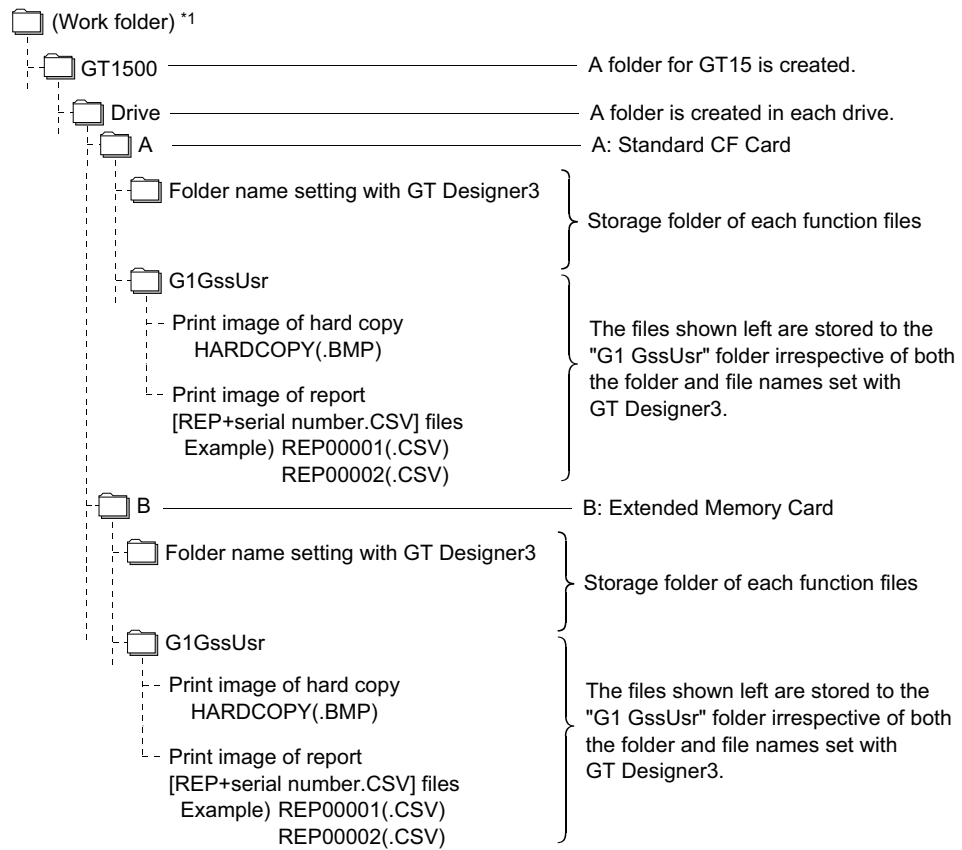 (Work folder) *1
GT1500 A folder for GT15 is created.
Drive A folder is created in each drive.
A A: Standard CF Card
Folder name setting with GT Designer3
Storage folder of each function files
G1GssUsr
Print image of hard copy
HARDCOPY(.BMP)
Print image of report
[REP+serial number.CSV] files
Example) REP00001(.CSV)
REP00002(.CSV)
The files shown left are stored to the
"G1 GssUsr" folder irrespective of both
the folder and file names set with
GT Designer3.
B B: Extended Memory Card
Folder name setting with GT Designer3
Storage folder of each function files
G1GssUsr
Print image of hard copy
HARDCOPY(.BMP)
Print image of report
[REP+serial number.CSV] files
Example) REP00001(.CSV)
REP00002(.CSV)
The files shown left are stored to the
"G1 GssUsr" folder irrespective of both
the folder and file names set with
GT Designer3.